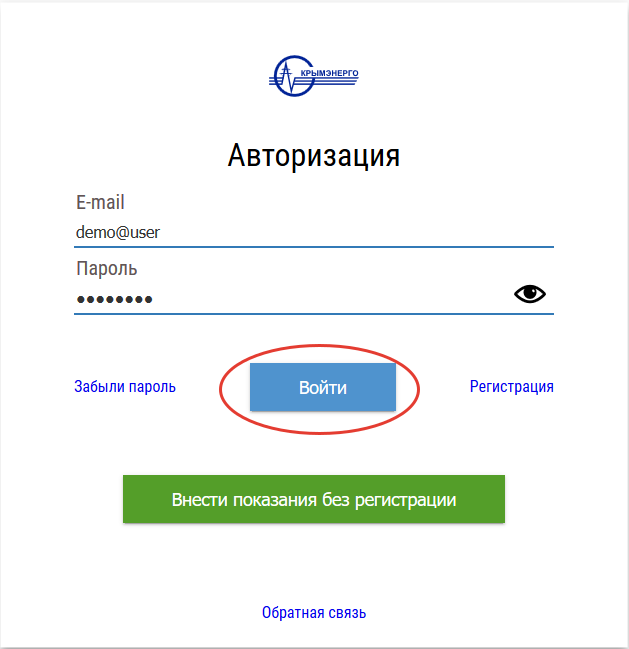 КРЫМЭНЕРГО
Авторизация
E-mail
demo@user
Пароль
••••••••
Забыли пароль
Войти
Регистрация
Внести показания без регистрации
Обратная связь